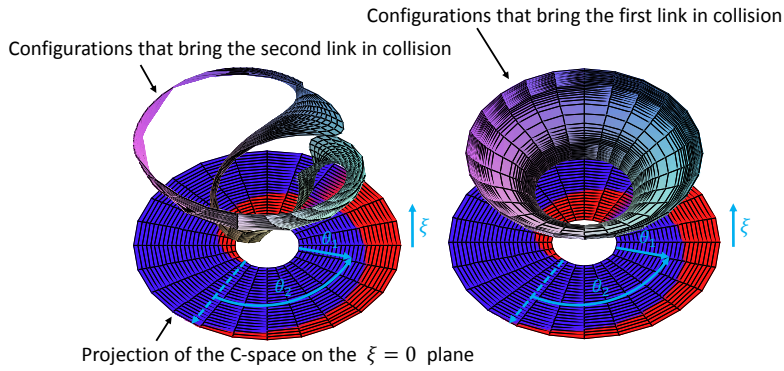 Configurations that bring the first link in collision
Configurations that bring the second link in collision
ξ
ξ
θ₁
θ₁
θ₂
θ₂
Projection of the C-space on the ξ = 0 plane